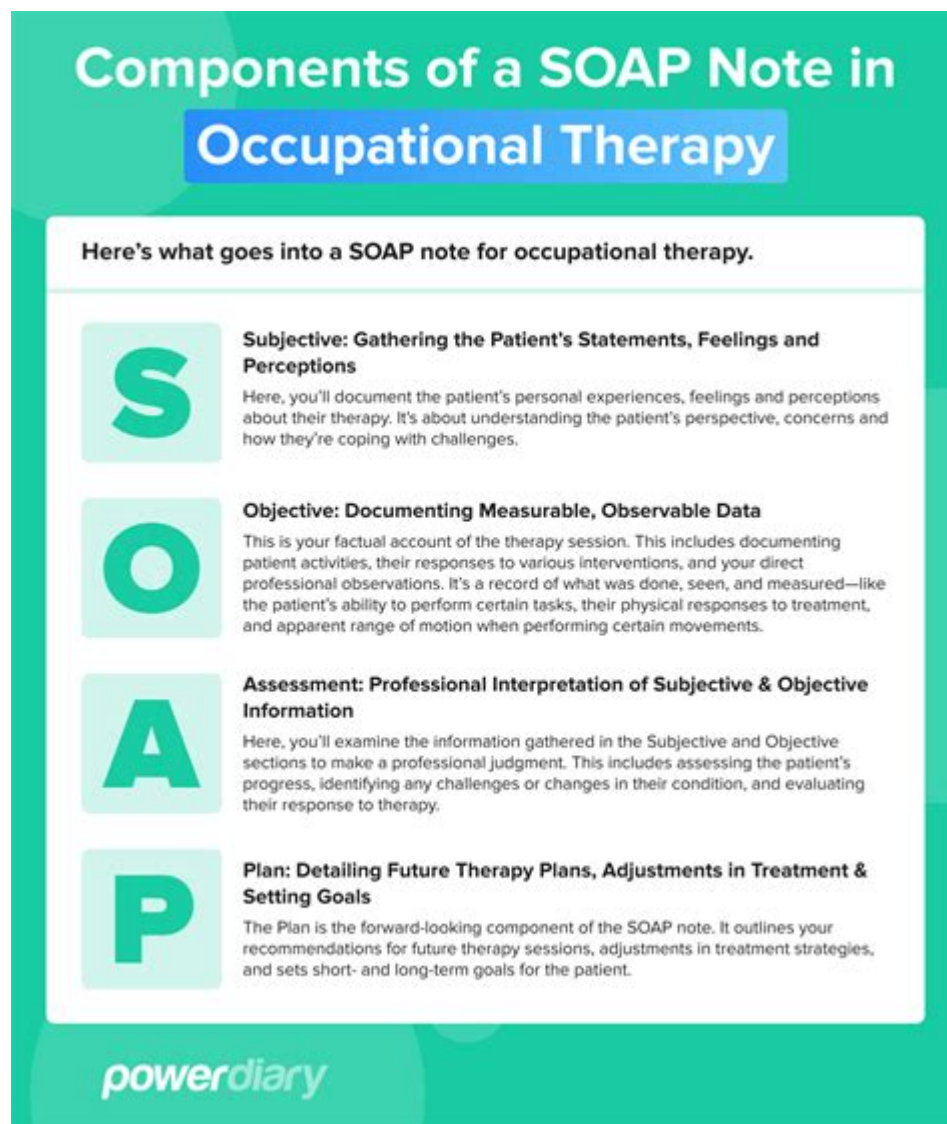 Components of a SOAP Note in
Occupational Therapy
Here's what goes into a SOAP note for occupational therapy.
S
Subjective: Gathering the Patient's Statements, Feelings and
Perceptions
Here, you'll document the patient's personal experiences, feelings and perceptions
about their therapy. It's about understanding the patient's perspective, concerns and
how they're coping with challenges.
O
Objective: Documenting Measurable, Observable Data
This is your factual account of the therapy session. This includes documenting
patient activities, their responses to various interventions, and your direct
professional observations. It's a record of what was done, seen, and measured—like
the patient's ability to perform certain tasks, their physical responses to treatment,
and apparent range of motion when performing certain movements.
A
Assessment: Professional Interpretation of Subjective & Objective
Information
Here, you'll examine the information gathered in the Subjective and Objective
sections to make a professional judgment. This includes assessing the patient's
progress, identifying any challenges or changes in their condition, and evaluating
their response to therapy.
P
Plan: Detailing Future Therapy Plans, Adjustments in Treatment &
Setting Goals
The Plan is the forward-looking component of the SOAP note. It outlines your
recommendations for future therapy sessions, adjustments in treatment strategies,
and sets short- and long-term goals for the patient.
powerdiary